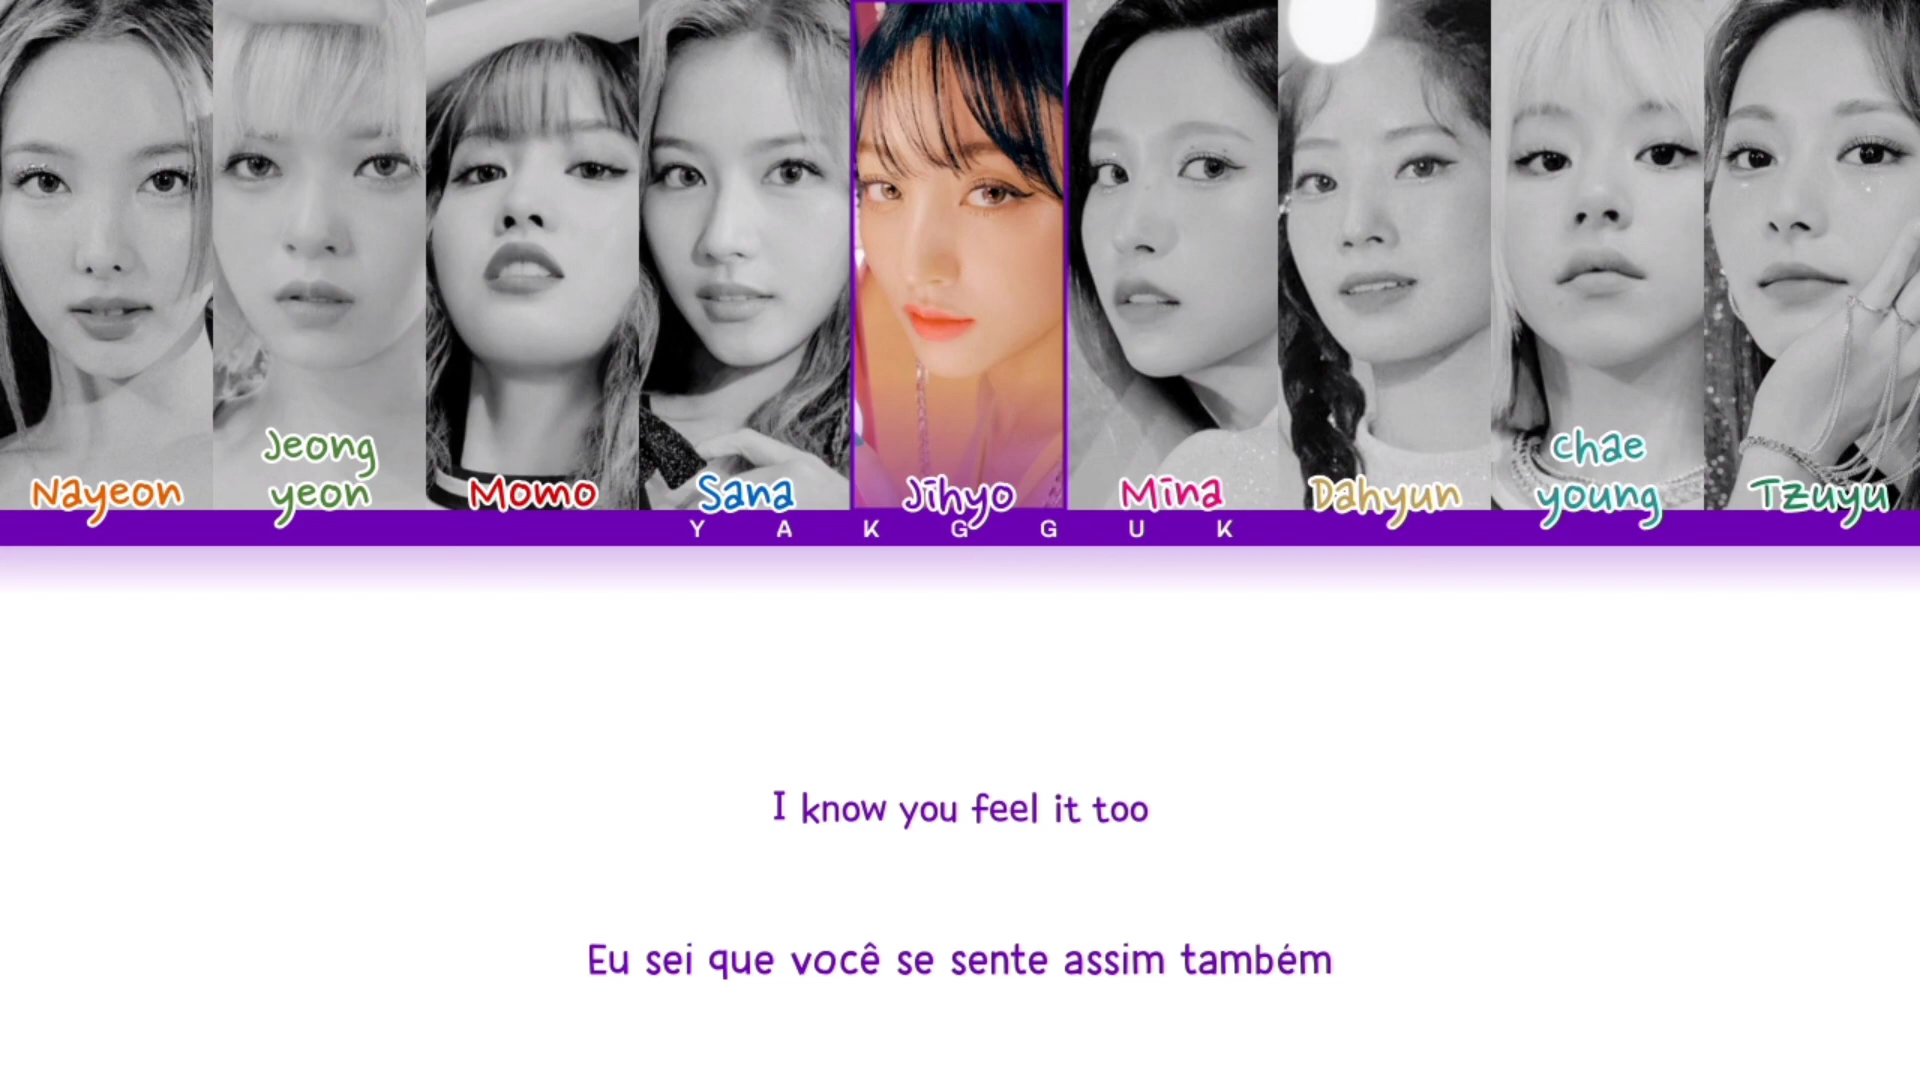 Nayeon
Jeong
yeon
Momo
Sana
Jihyo
Mina
Dahyun
chae
young
Tzuyu
Y A K G G U K
I know you feel it too
Eu sei que você se sente assim também